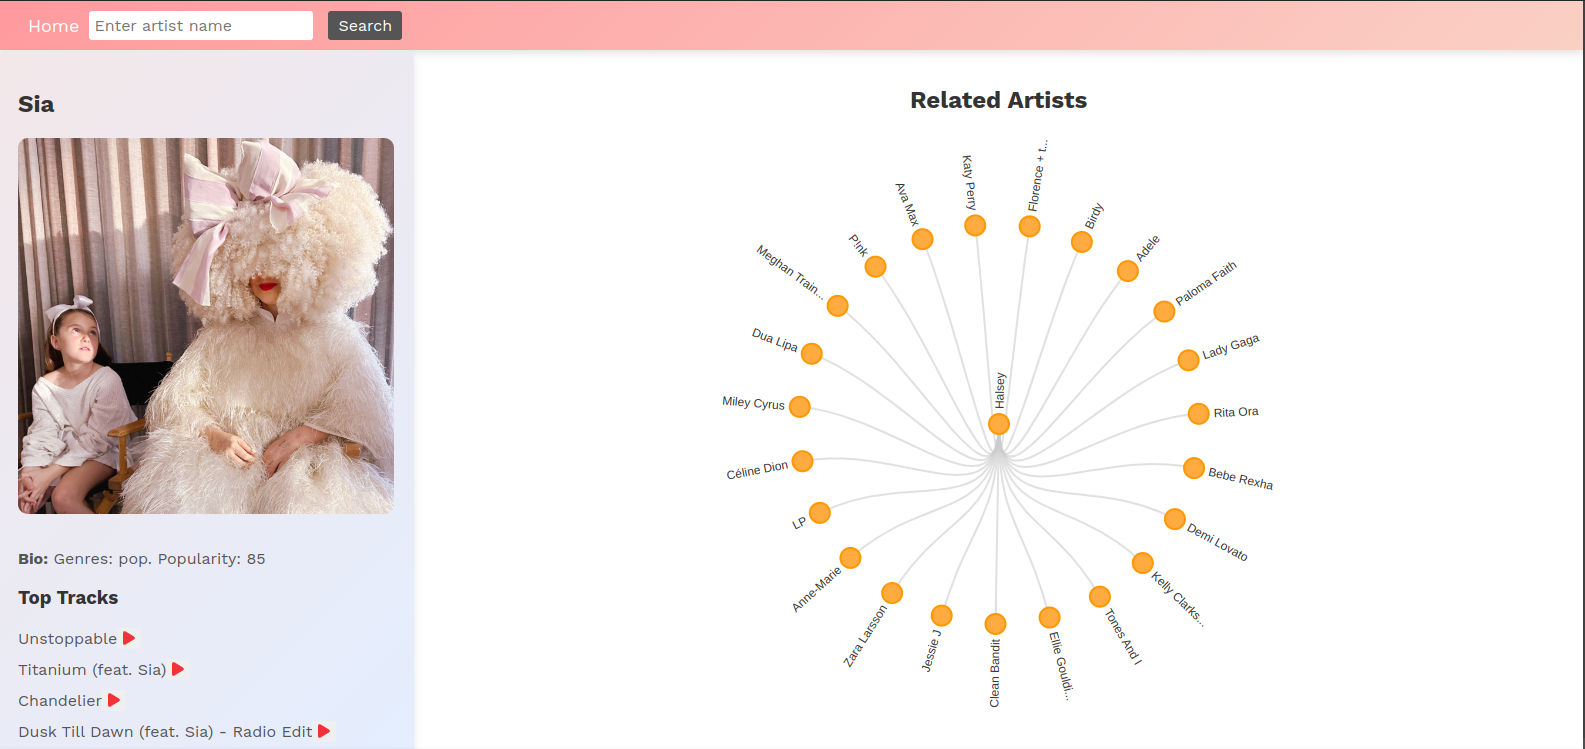 Home
Enter artist name
Search
Sia
Bio: Genres: pop. Popularity: 85
Top Tracks
Unstoppable
Titanium (feat. Sia)
Chandelier
Dusk Till Dawn (feat. Sia) - Radio Edit
Related Artists
Halsey
Katy Perry
Florence + t...
Birdy
Adele
Paloma Faith
Lady Gaga
Rita Ora
Bebe Rexha
Demi Lovato
Kelly Clarks...
Tones And I
Ellie Gouldi...
Clean Bandit
Jessie J
Zara Larsson
Anne-Marie
LP
Céline Dion
Miley Cyrus
Dua Lipa
Meghan Train...
P!nk
Ava Max